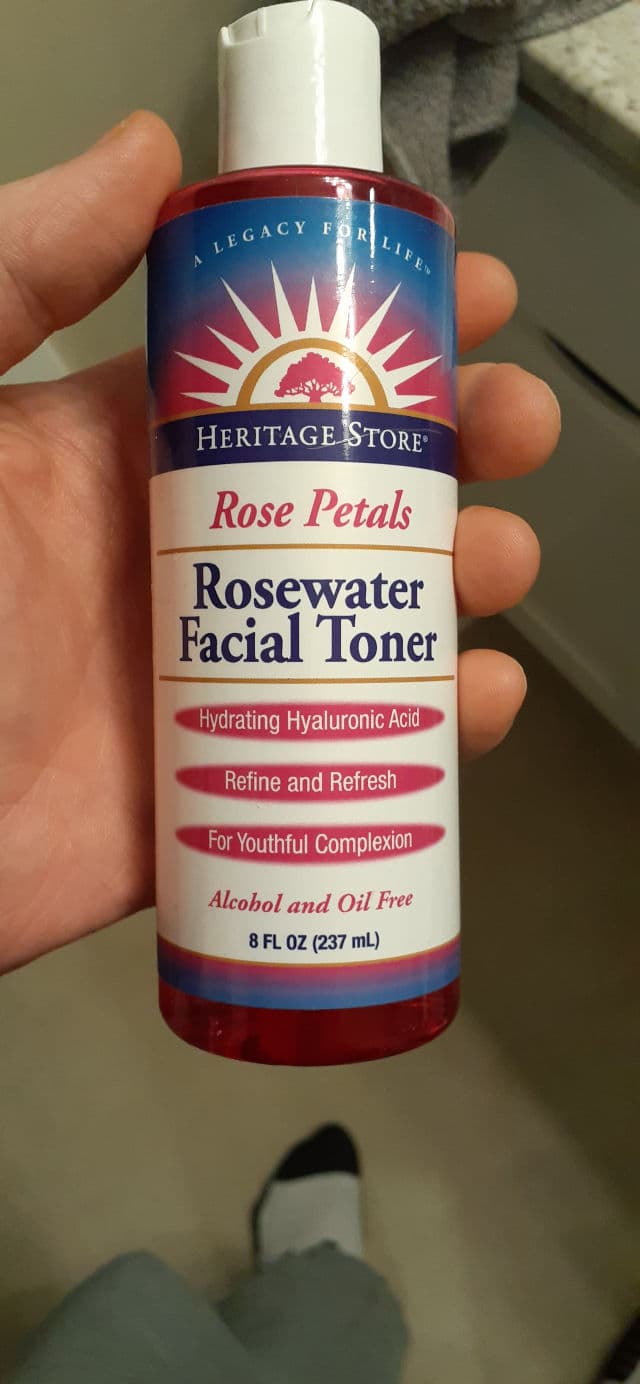 A LEGACY FOR LIFE™
HERITAGE STORE®
Rose Petals
Rosewater
Facial Toner
Hydrating Hyaluronic Acid
Refine and Refresh
For Youthful Complexion
Alcohol and Oil Free
8 FL OZ (237 mL)